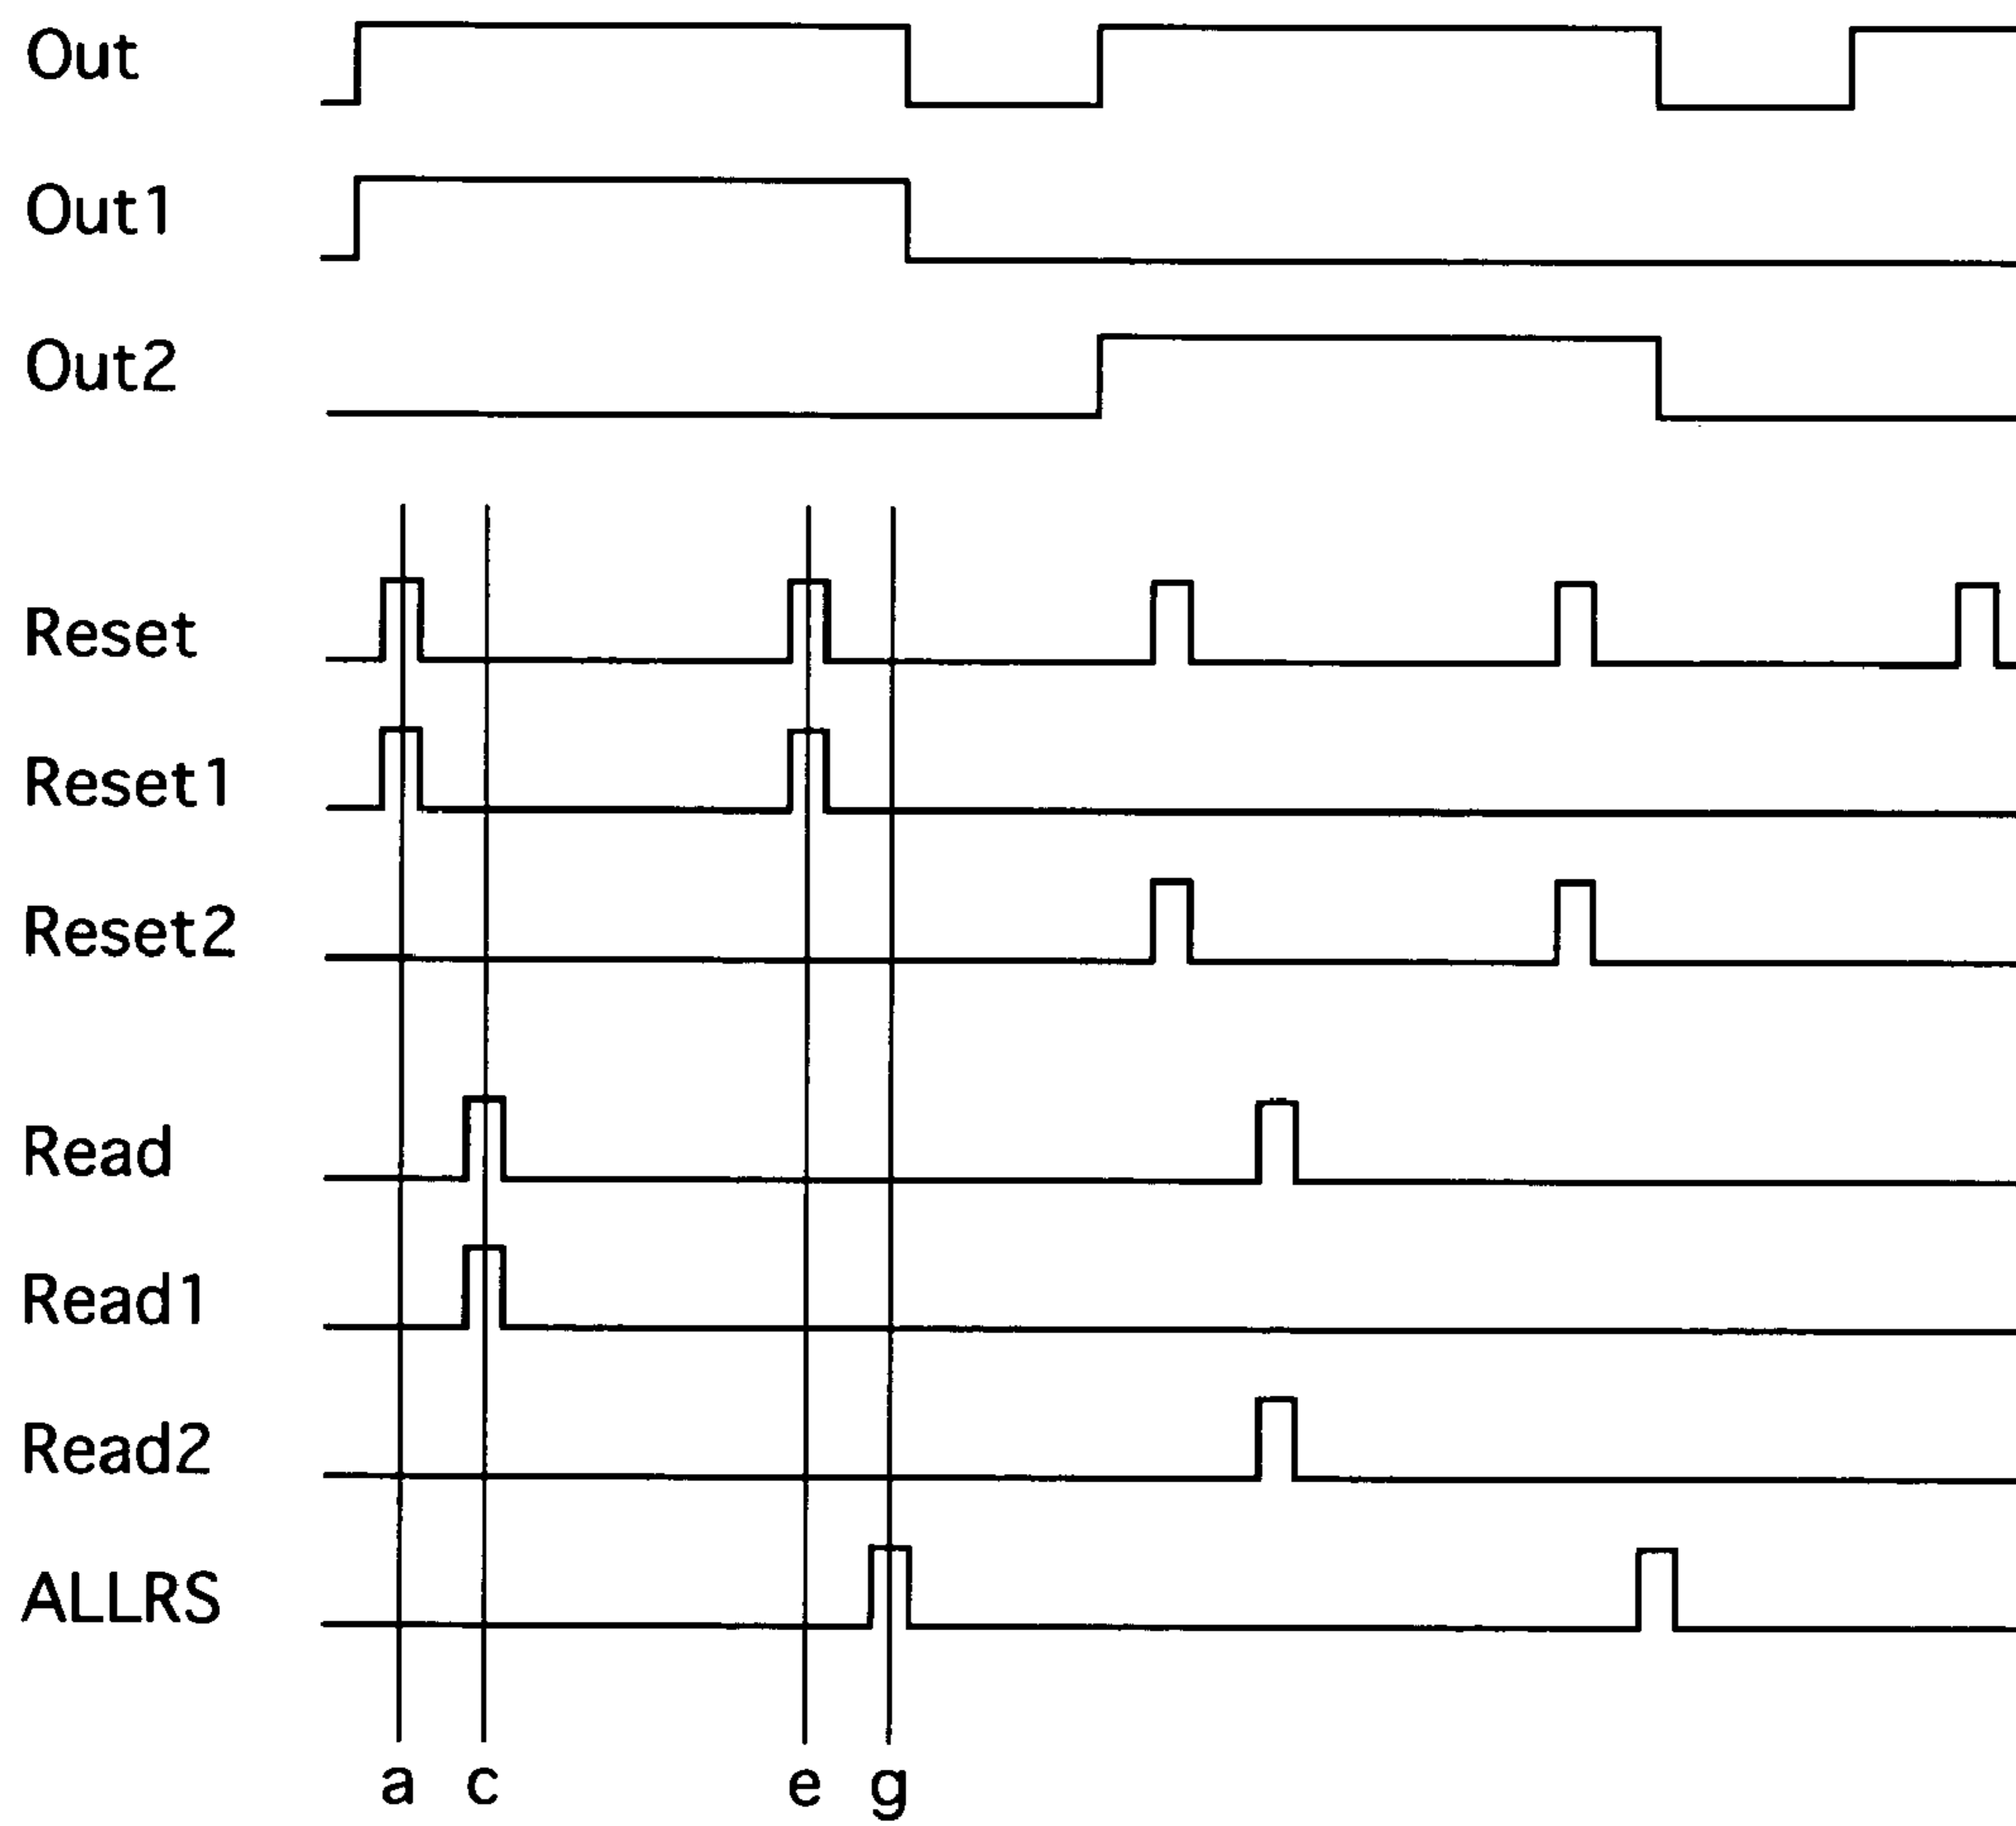 Out
Out1
Out2
Reset
Reset1
Reset2
Read
Read1
Read2
ALLRS
a c e g